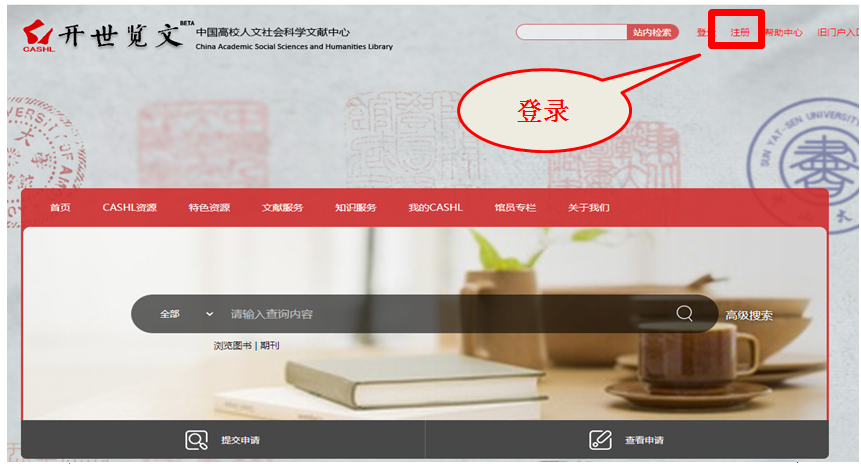 CASHL
开世览文
BETA
中国高校人文社会科学文献中心
China Academic Social Sciences and Humanities Library
站内检索
登
注册
帮助中心
旧门户入口
登录
SUN YAT-SEN UNIVERSITY
首页
CASHL资源
特色资源
文献服务
知识服务
我的CASHL
馆员专栏
关于我们
全部
请输入查询内容
高级搜索
浏览图书 | 期刊
提交申请
查看申请